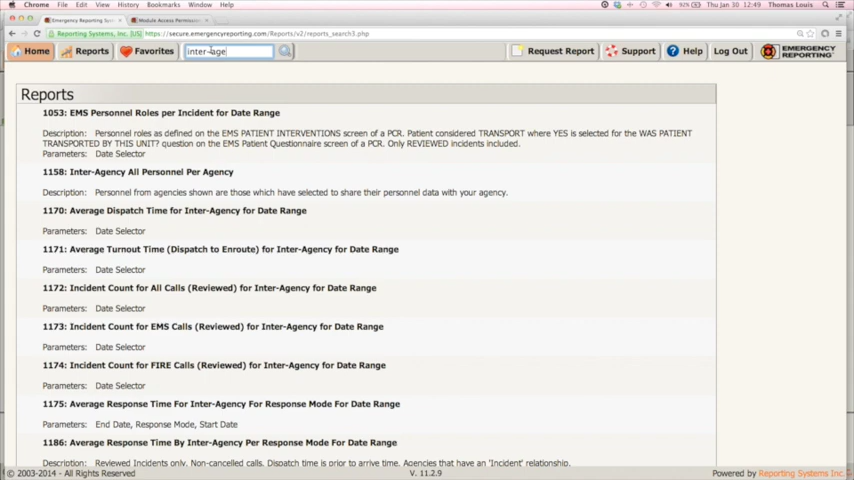 Chrome File Edit View History Bookmarks Window Help
92% Thu Jan 30 12:49 Thomas Louis
Emergency Reporting Sys Module Access Permission
Reporting Systems, Inc. [US] https://secure.emergencyreporting.com/Reports/v2/reports_search3.php
Home Reports Favorites inter-age Request Report Support Help Log Out EMERGENCY REPORTING
Reports
1053: EMS Personnel Roles per Incident for Date Range
Description: Personnel roles as defined on the EMS PATIENT INTERVENTIONS screen of a PCR. Patient considered TRANSPORT where YES is selected for the WAS PATIENT
TRANSPORTED BY THIS UNIT? question on the EMS Patient Questionnaire screen of a PCR. Only REVIEWED incidents included.
Parameters: Date Selector
1158: Inter-Agency All Personnel Per Agency
Description: Personnel from agencies shown are those which have selected to share their personnel data with your agency.
1170: Average Dispatch Time for Inter-Agency for Date Range
Parameters: Date Selector
1171: Average Turnout Time (Dispatch to Enroute) for Inter-Agency for Date Range
Parameters: Date Selector
1172: Incident Count for All Calls (Reviewed) for Inter-Agency for Date Range
Parameters: Date Selector
1173: Incident Count for EMS Calls (Reviewed) for Inter-Agency for Date Range
Parameters: Date Selector
1174: Incident Count for FIRE Calls (Reviewed) for Inter-Agency for Date Range
Parameters: Date Selector
1175: Average Response Time For Inter-Agency For Response Mode For Date Range
Parameters: End Date, Response Mode, Start Date
1186: Average Response Time By Inter-Agency Per Response Mode For Date Range
Description: Reviewed Incidents only. Non-cancelled calls. Dispatch time is prior to arrive time. Agencies that have an 'Incident' relationship.
© 2003-2014 - All Rights Reserved V. 11.2.9 Powered by Reporting Systems Inc.